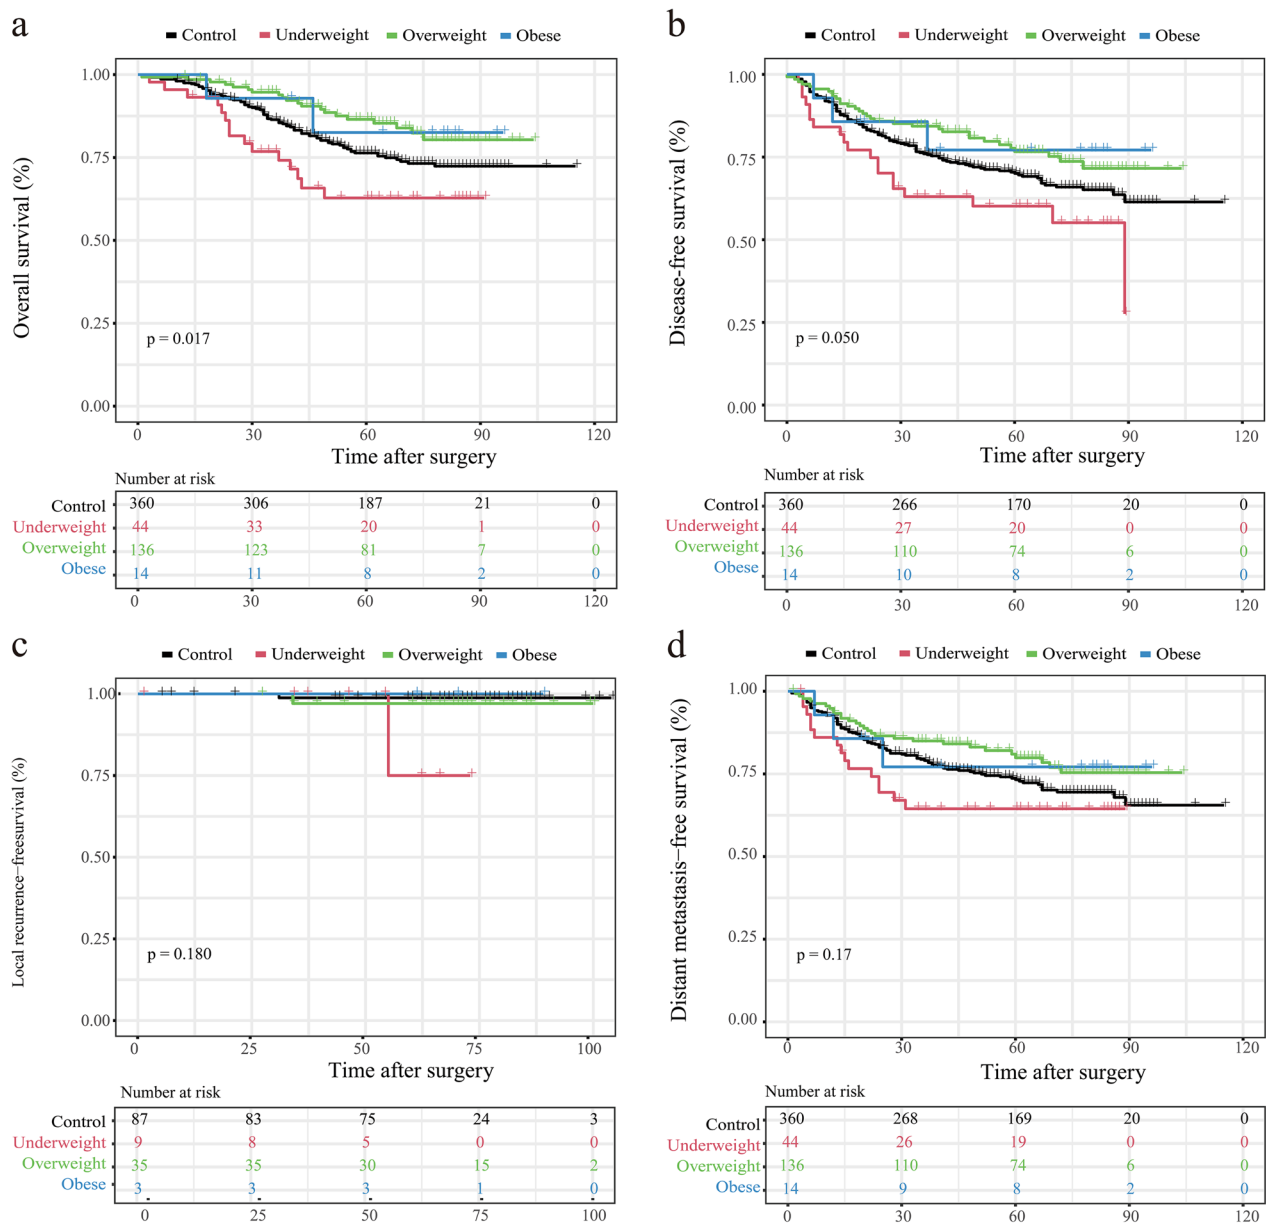 a
Control Underweight Overweight Obese
Overall survival (%)
1.00
0.75
0.50
0.25
0.00
p = 0.017
0 30 60 90 120
Time after surgery
Number at risk
Control 360 306 187 21 0
Underweight 44 33 20 1 0
Overweight 136 123 81 7 0
Obese 14 11 8 2 0
0 30 60 90 120
b
Control Underweight Overweight Obese
Disease-free survival (%)
1.00
0.75
0.50
0.25
0.00
p = 0.050
0 30 60 90 120
Time after surgery
Number at risk
Control 360 266 170 20 0
Underweight 44 27 20 0 0
Overweight 136 110 74 6 0
Obese 14 10 8 2 0
0 30 60 90 120
c
Control Underweight Overweight Obese
Local recurrence−freesurvival (%)
1.00
0.75
0.50
0.25
0.00
p = 0.180
0 25 50 75 100
Time after surgery
Number at risk
Control 87 83 75 24 3
Underweight 9 8 5 0 0
Overweight 35 35 30 15 2
Obese 3 3 3 1 0
0 25 50 75 100
d
Control Underweight Overweight Obese
Distant metastasis−free survival (%)
1.00
0.75
0.50
0.25
0.00
p = 0.17
0 30 60 90 120
Time after surgery
Number at risk
Control 360 268 169 20 0
Underweight 44 26 19 0 0
Overweight 136 110 74 6 0
Obese 14 9 8 2 0
0 30 60 90 120